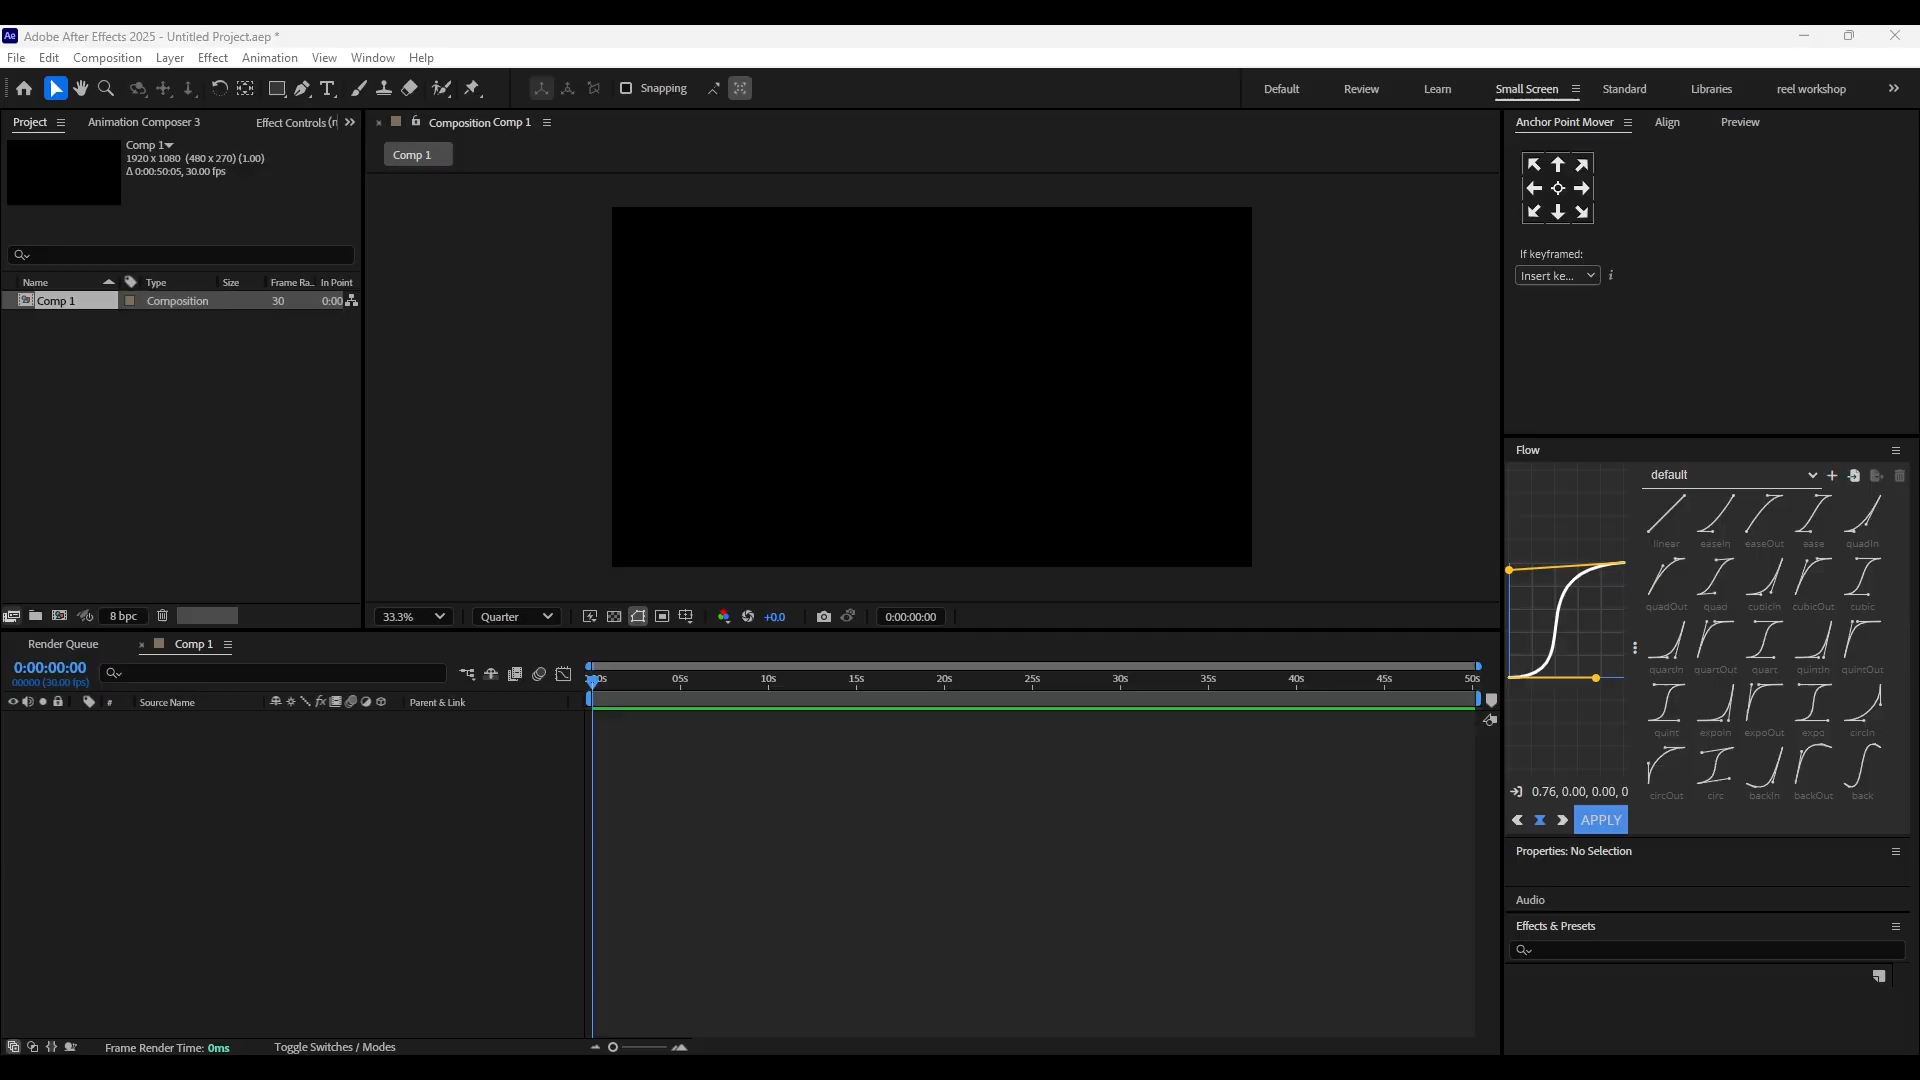 Ae Adobe After Effects 2025 - Untitled Project.aep *
File Edit Composition Layer Effect Animation View Window Help
T Snapping Default Review Learn Small Screen Standard Libraries reel workshop
Project Animation Composer 3 Effect Controls (r
Composition Comp 1
Anchor Point Mover Align Preview
Comp 1
1920 x 1080 (480 x 270) (1.00)
Δ 0:00:50:05, 30.00 fps
Comp 1
If keyframed:
Insert ke... i
Name Type Size Frame Ra... In Point
Comp 1 Composition 30 0:00
Flow
default
linear easeIn easeOut ease quadIn
quadOut quad cubicIn cubicOut cubic
quartIn quartOut quart quintIn quintOut
quint expoIn expoOut expo circIn
circOut circ backIn backOut back
0.76, 0.00, 0.00, 0
APPLY
8 bpc
33.3% Quarter +0.0 0:00:00:00
Render Queue Comp 1
0:00:00:00
00000 (30.00 fps)
# Source Name fx Parent & Link
00s 05s 10s 15s 20s 25s 30s 35s 40s 45s 50s
Properties: No Selection
Audio
Effects & Presets
Frame Render Time: 0ms Toggle Switches / Modes